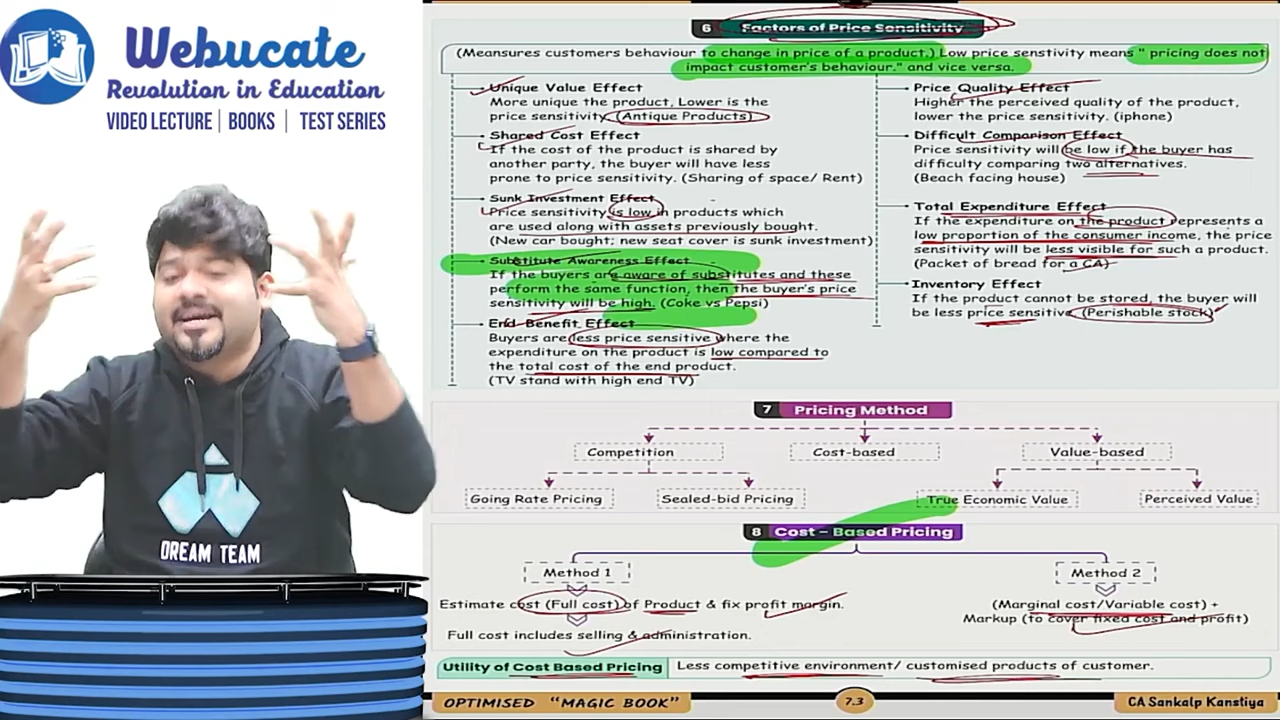 Webucate
Revolution in Education
VIDEO LECTURE | BOOKS | TEST SERIES
DREAM TEAM
6 Factors of Price Sensitivity
(Meansures customers behaviour to change in price of a product.) Low price senstivity means " pricing does not
impact customer's behaviour." and vice versa.
Unique Value Effect
More unique the product, Lower is the
price sensitivity. (Antique Products)
Shared Cost Effect
If the cost of the product is shared by
another party, the buyer will have less
prone to price sensitivity. (Sharing of space/ Rent)
Sunk Investment Effect
Price sensitivity is low in products which
are used along with assets previously bought.
(New car bought; new seat cover is sunk investment)
Substitute Awareness Effect
If the buyers are aware of substitutes and these
perform the same function, then the buyer's price
sensitivity will be high. (Coke vs Pepsi)
End Benefit Effect
Buyers are less price sensitive where the
expenditure on the product is low compared to
the total cost of the end product.
(TV stand with high end TV)
Price Quality Effect
Higher the perceived quality of the product,
lower the price sensitivity. (iphone)
Difficult Comparison Effect
Price sensitivity will be low if the buyer has
difficulty comparing two alternatives.
(Beach facing house)
Total Expenditure Effect
If the expenditure on the product represents a
low proportion of the consumer income, the price
sensitivity will be less visible for such a product.
(Packet of bread for a CA)
Inventory Effect
If the product cannot be stored, the buyer will
be less price sensitive (Perishable stock)
7 Pricing Method
Competition Cost-based Value-based
Going Rate Pricing Sealed-bid Pricing True Economic Value Perceived Value
8 Cost – Based Pricing
Method 1
Estimate cost (Full cost) of Product & fix profit margin.
Full cost includes selling & administration.
Method 2
(Marginal cost/Variable cost) +
Markup (to cover fixed cost and profit)
Utility of Cost Based Pricing Less competitive environment/ customised products of customer.
OPTIMISED "MAGIC BOOK" 7.3 CA Sankalp Kanstiya